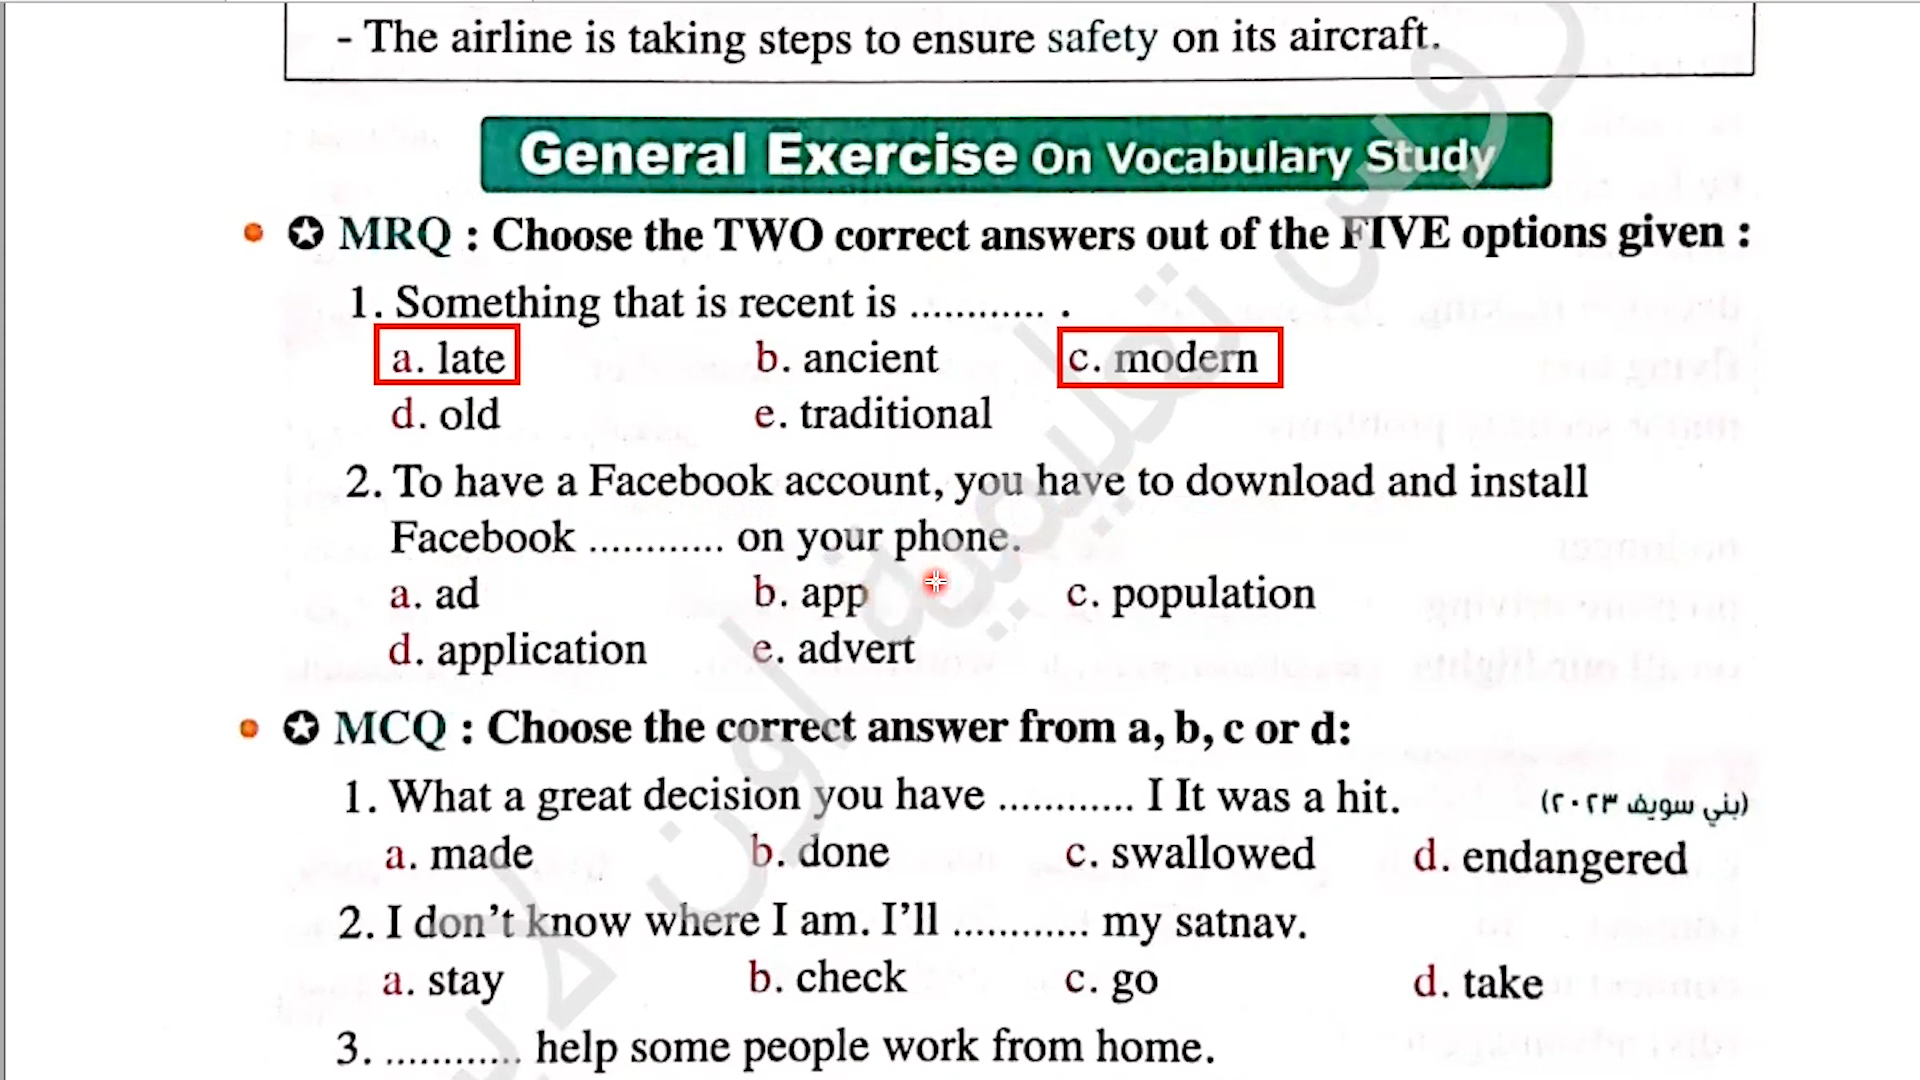 - The airline is taking steps to ensure safety on its aircraft.
General Exercise On Vocabulary Study
MRQ : Choose the TWO correct answers out of the FIVE options given :
1. Something that is recent is ............ .
a. late b. ancient c. modern
d. old e. traditional
2. To have a Facebook account, you have to download and install
Facebook ............ on your phone.
a. ad b. app c. population
d. application e. advert
MCQ : Choose the correct answer from a, b, c or d:
1. What a great decision you have ............ I It was a hit. (بني سويف ٢٠٢٣)
a. made b. done c. swallowed d. endangered
2. I don't know where I am. I'll ............ my satnav.
a. stay b. check c. go d. take
3. ............ help some people work from home.